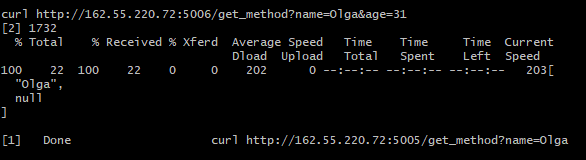 curl http://162.55.220.72:5006/get_method?name=Olga&age=31
[2] 1732
  % Total    % Received % Xferd  Average Speed   Time    Time     Time  Current
                                 Dload  Upload   Total   Spent    Left  Speed
100    22  100    22    0     0    202      0 --:--:-- --:--:-- --:--:--   203[
  "Olga",
  null
]
[1]   Done                    curl http://162.55.220.72:5005/get_method?name=Olga